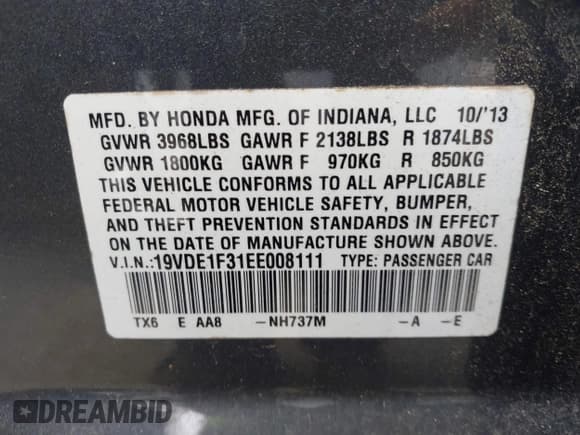 MFD. BY HONDA MFG. OF INDIANA, LLC 10/'13
GVWR 3968LBS GAWR F 2138LBS R 1874LBS
GVWR 1800KG GAWR F 970KG R 850KG
THIS VEHICLE CONFORMS TO ALL APPLICABLE
FEDERAL MOTOR VEHICLE SAFETY, BUMPER,
AND THEFT PREVENTION STANDARDS IN EFFECT
ON THE DATE OF MANUFACTURE SHOWN ABOVE.
V.I.N.:19VDE1F31EE008111 TYPE: PASSENGER CAR
TX6 E AA8 -NH737M -A -E
DREAMBID